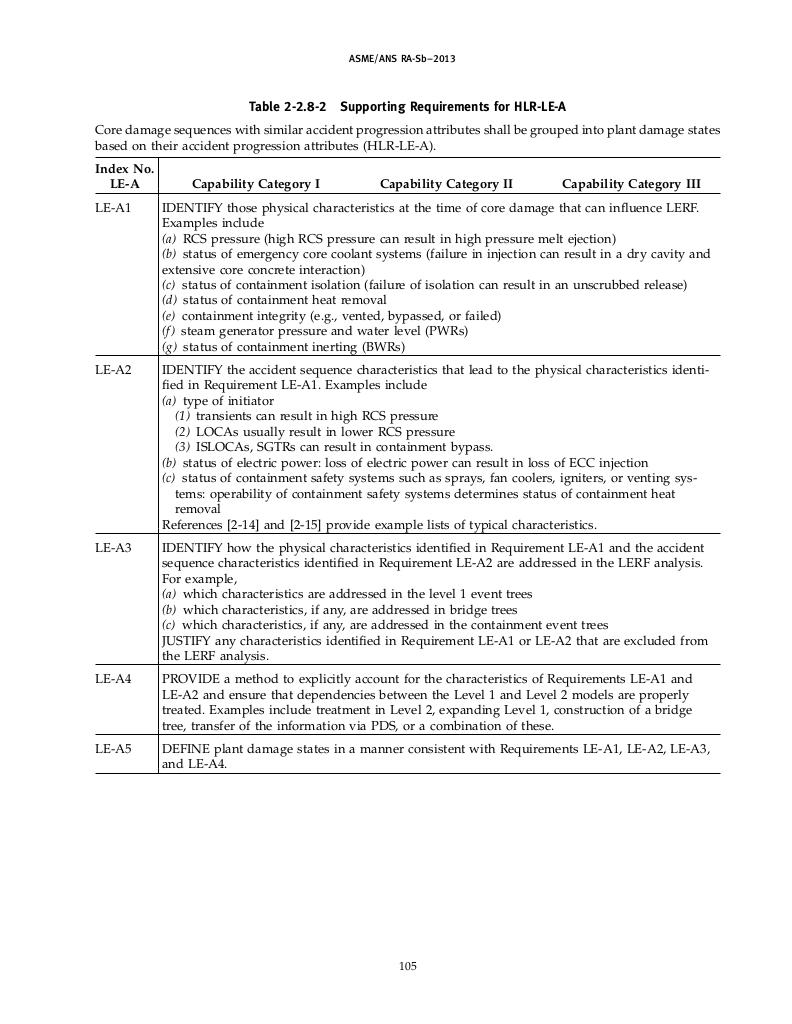 ASME/ANS RA-Sb–2013
Table 2-2.8-2 Supporting Requirements for HLR-LE-A
Core damage sequences with similar accident progression attributes shall be grouped into plant damage states
based on their accident progression attributes (HLR-LE-A).
Index No.
LE-A Capability Category I Capability Category II Capability Category III
LE-A1 IDENTIFY those physical characteristics at the time of core damage that can influence LERF.
Examples include
(a) RCS pressure (high RCS pressure can result in high pressure melt ejection)
(b) status of emergency core coolant systems (failure in injection can result in a dry cavity and
extensive core concrete interaction)
(c) status of containment isolation (failure of isolation can result in an unscrubbed release)
(d) status of containment heat removal
(e) containment integrity (e.g., vented, bypassed, or failed)
(f) steam generator pressure and water level (PWRs)
(g) status of containment inerting (BWRs)
LE-A2 IDENTIFY the accident sequence characteristics that lead to the physical characteristics identi-
fied in Requirement LE-A1. Examples include
(a) type of initiator
(1) transients can result in high RCS pressure
(2) LOCAs usually result in lower RCS pressure
(3) ISLOCAs, SGTRs can result in containment bypass.
(b) status of electric power: loss of electric power can result in loss of ECC injection
(c) status of containment safety systems such as sprays, fan coolers, igniters, or venting sys-
tems: operability of containment safety systems determines status of containment heat
removal
References [2-14] and [2-15] provide example lists of typical characteristics.
LE-A3 IDENTIFY how the physical characteristics identified in Requirement LE-A1 and the accident
sequence characteristics identified in Requirement LE-A2 are addressed in the LERF analysis.
For example,
(a) which characteristics are addressed in the level 1 event trees
(b) which characteristics, if any, are addressed in bridge trees
(c) which characteristics, if any, are addressed in the containment event trees
JUSTIFY any characteristics identified in Requirement LE-A1 or LE-A2 that are excluded from
the LERF analysis.
LE-A4 PROVIDE a method to explicitly account for the characteristics of Requirements LE-A1 and
LE-A2 and ensure that dependencies between the Level 1 and Level 2 models are properly
treated. Examples include treatment in Level 2, expanding Level 1, construction of a bridge
tree, transfer of the information via PDS, or a combination of these.
LE-A5 DEFINE plant damage states in a manner consistent with Requirements LE-A1, LE-A2, LE-A3,
and LE-A4.
105